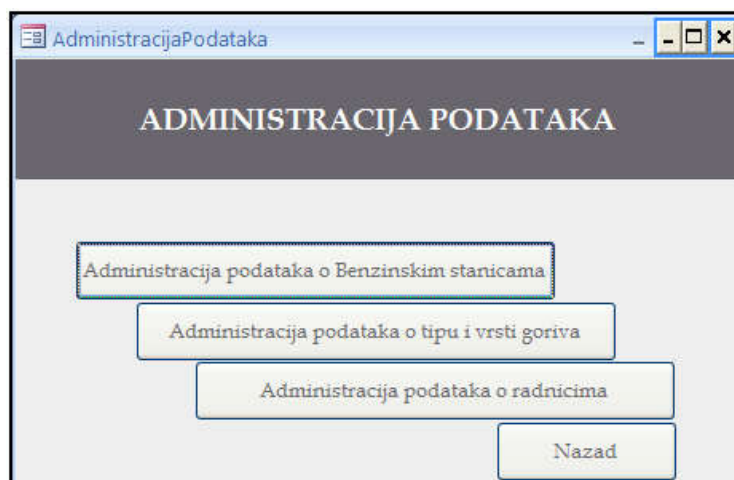 AdministracijaPodataka
ADMINISTRACIJA PODATAKA
Administracija podataka o Benzinskim stanicama
Administracija podataka o tipu i vrsti goriva
Administracija podataka o radnicima
Nazad